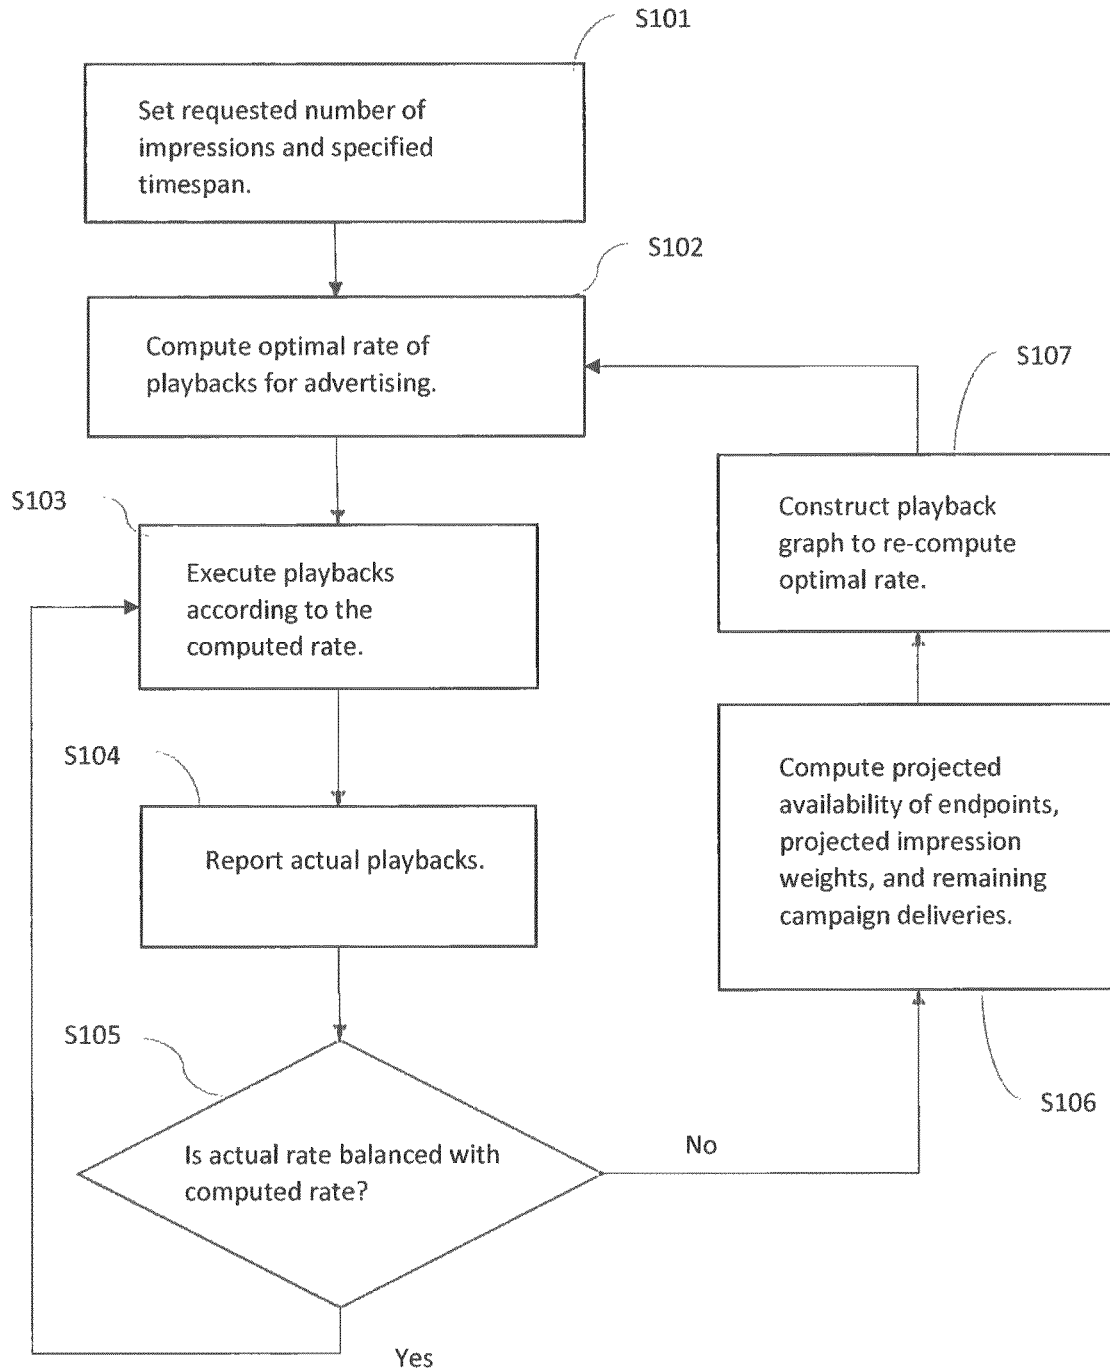 S101
Set requested number of
impressions and specified
timespan.
S102
Compute optimal rate of
playbacks for advertising.
S107
Construct playback
graph to re-compute
optimal rate.
S103
Execute playbacks
according to the
computed rate.
S104
Report actual playbacks.
Compute projected
availability of endpoints,
projected impression
weights, and remaining
campaign deliveries.
S105
S106
Is actual rate balanced with
computed rate?
No
Yes